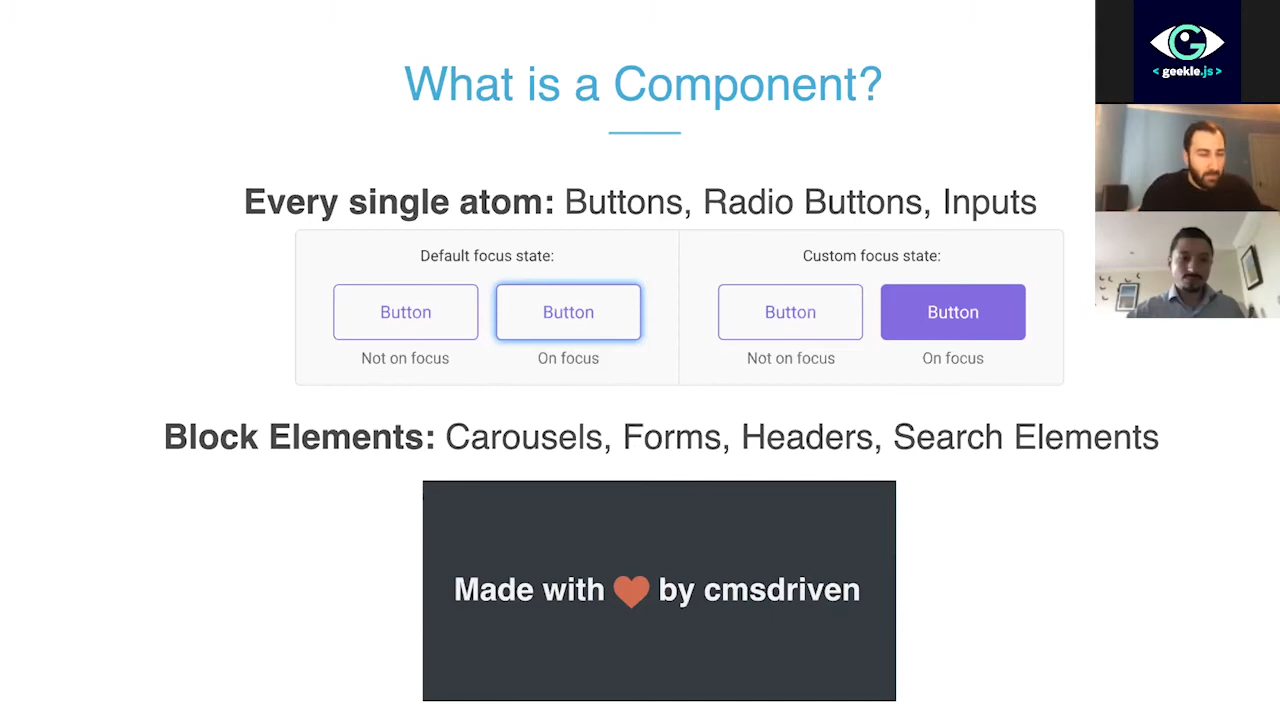 What is a Component?
< geekle.js >
Every single atom: Buttons, Radio Buttons, Inputs
Default focus state:
Custom focus state:
Button
Button
Button
Button
Not on focus
On focus
Not on focus
On focus
Block Elements: Carousels, Forms, Headers, Search Elements
Made with ❤ by cmsdriven